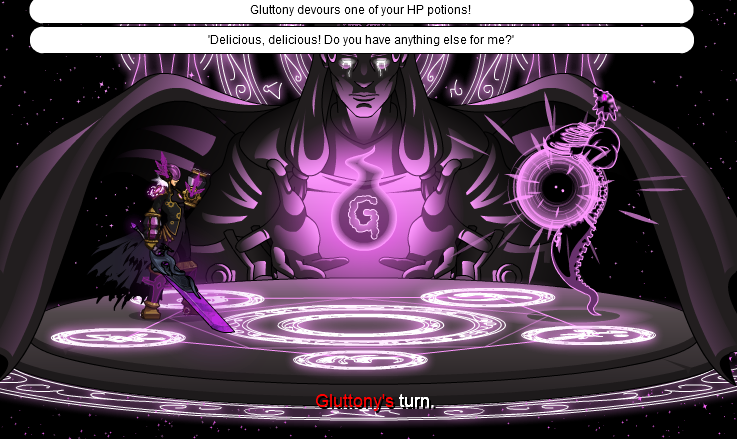 Gluttony devours one of your HP potions!
'Delicious, delicious! Do you have anything else for me?'
G
Gluttony's turn.